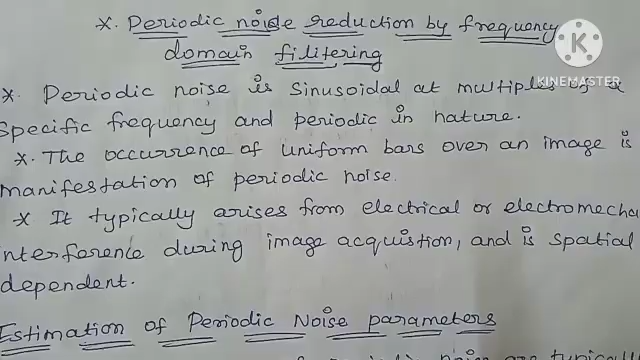 *. Periodic noise reduction by frequency
KINEMASTER
domain filitering
*. Periodic noise is sinusoidal at multiples of a
specific frequency and periodic in nature.
*. The occurrence of uniform bars over an image is
manifestation of periodic noise.
* It typically arises from electrical or electromecha
interference during image acquistion, and is spatial
dependent.
Estimation of Periodic Noise parameters